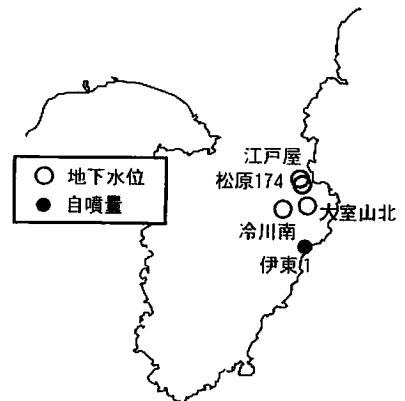 江戸屋
松原174
○ 地下水位
● 自噴量
大室山北
冷川南
伊東1